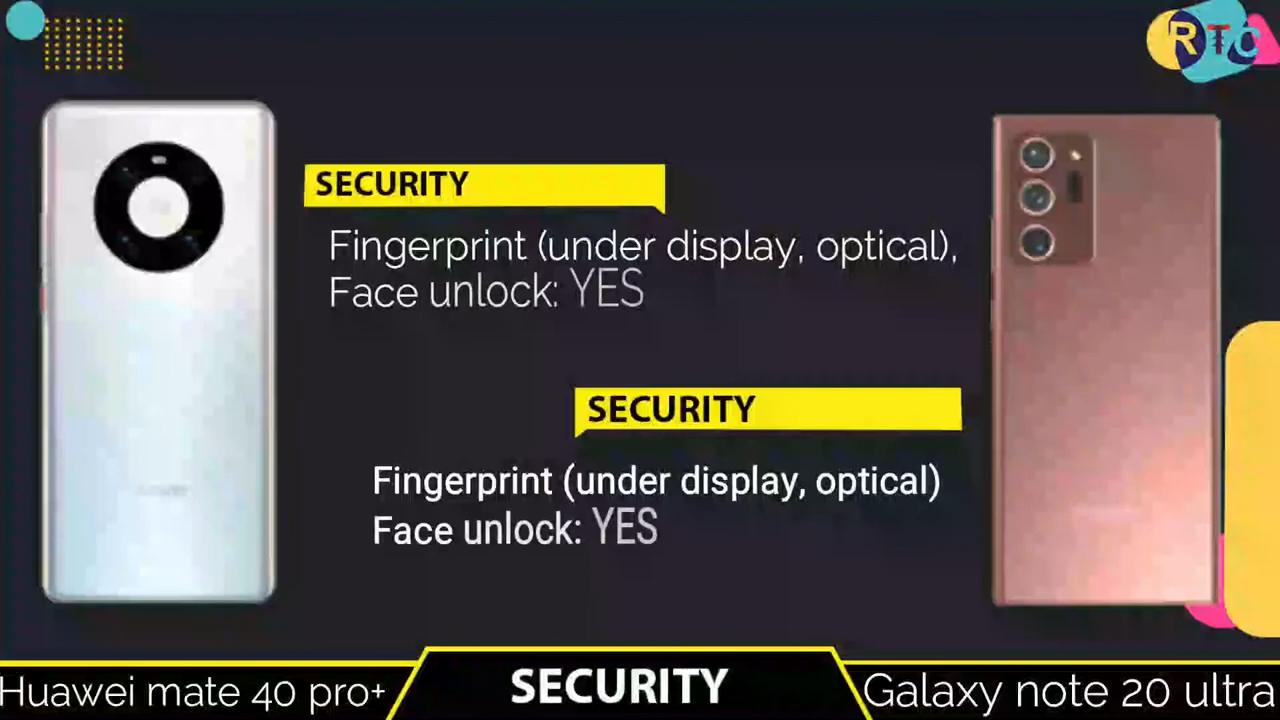 RTC
SECURITY
Fingerprint (under display, optical),
Face unlock: YES
SECURITY
Fingerprint (under display, optical)
Face unlock: YES
Huawei mate 40 pro+
SECURITY
Galaxy note 20 ultra